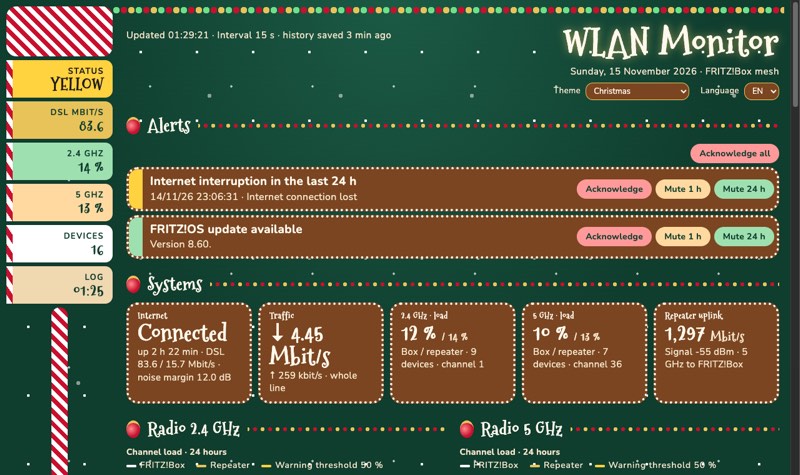 Updated 01:29:21 · Interval 15 s · history saved 3 min ago
WLAN Monitor
Sunday, 15 November 2026 · FRITZ!Box mesh
Theme Christmas Language EN
STATUS
YELLOW
DSL MBIT/S
83.6
2.4 GHZ
14 %
5 GHZ
13 %
DEVICES
16
LOG
01:25
Alerts
Acknowledge all
Internet interruption in the last 24 h
14/11/26 23:06:31 · Internet connection lost
Acknowledge Mute 1 h Mute 24 h
FRITZ!OS update available
Version 8.60.
Acknowledge Mute 1 h Mute 24 h
Systems
Internet
Connected
up 2 h 22 min · DSL
83.6 / 15.7 Mbit/s ·
noise margin 12.0 dB
Traffic
↓ 4.45
Mbit/s
↑ 259 kbit/s · whole
line
2.4 GHz · load
12 % / 14 %
Box / repeater · 9
devices · channel 1
5 GHz · load
10 % / 13 %
Box / repeater · 7
devices · channel 36
Repeater uplink
1,297 Mbit/s
Signal -55 dBm · 5
GHz to FRITZ!Box
Radio 2.4 GHz
Channel load · 24 hours
FRITZ!Box Repeater Warning threshold 50 %
Radio 5 GHz
Channel load · 24 hours
FRITZ!Box Repeater Warning threshold 50 %